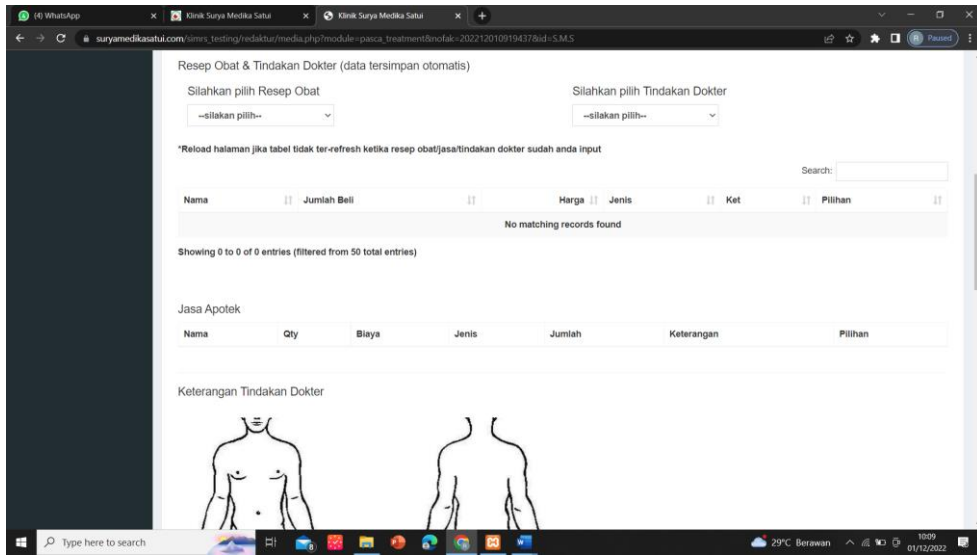 (4) WhatsApp
Klinik Surya Medika Satui
Klinik Surya Medika Satui
suryamedikasatui.com/simrs_testing/redaktur/media.php?module=pasca_treatment&nofak=202212010919437&id=S.M.S
Paused
Resep Obat & Tindakan Dokter (data tersimpan otomatis)
Silahkan pilih Resep Obat
Silahkan pilih Tindakan Dokter
--silakan pilih--
--silakan pilih--
*Reload halaman jika tabel tidak ter-refresh ketika resep obat/jasa/tindakan dokter sudah anda input
Search:
Nama Jumlah Beli Harga Jenis Ket Pilihan
No matching records found
Showing 0 to 0 of 0 entries (filtered from 50 total entries)
Jasa Apotek
Nama Qty Biaya Jenis Jumlah Keterangan Pilihan
Keterangan Tindakan Dokter
Type here to search
29°C Berawan
10:09
01/12/2022